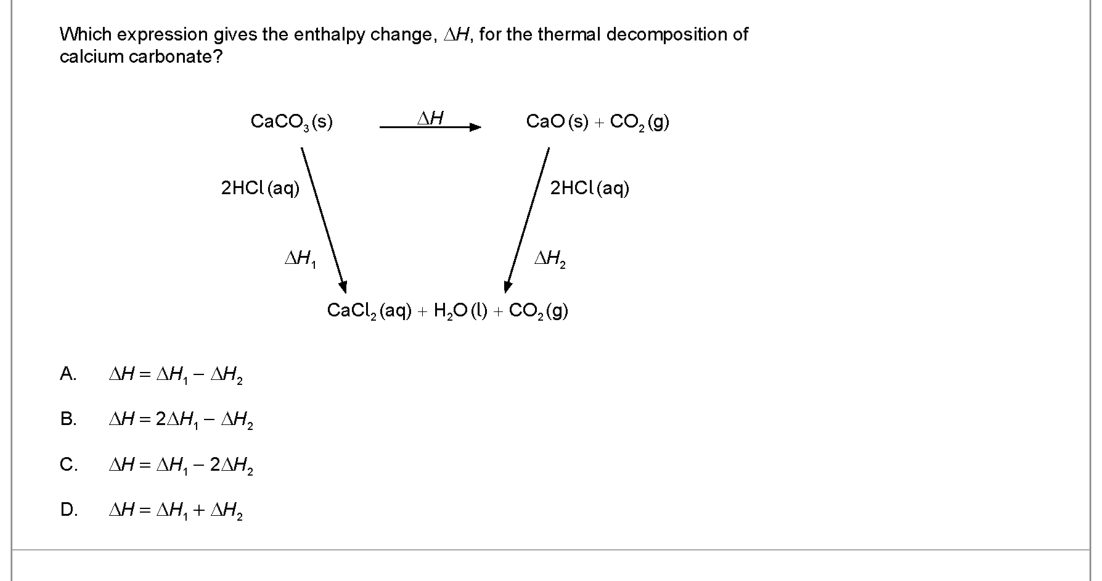 Which expression gives the enthalpy change, ΔH, for the thermal decomposition of
calcium carbonate?
CaCO₃(s) ΔH CaO(s) + CO₂(g)
2HCl(aq) 2HCl(aq)
ΔH₁ ΔH₂
CaCl₂(aq) + H₂O(l) + CO₂(g)
A. ΔH = ΔH₁ − ΔH₂
B. ΔH = 2ΔH₁ − ΔH₂
C. ΔH = ΔH₁ − 2ΔH₂
D. ΔH = ΔH₁ + ΔH₂